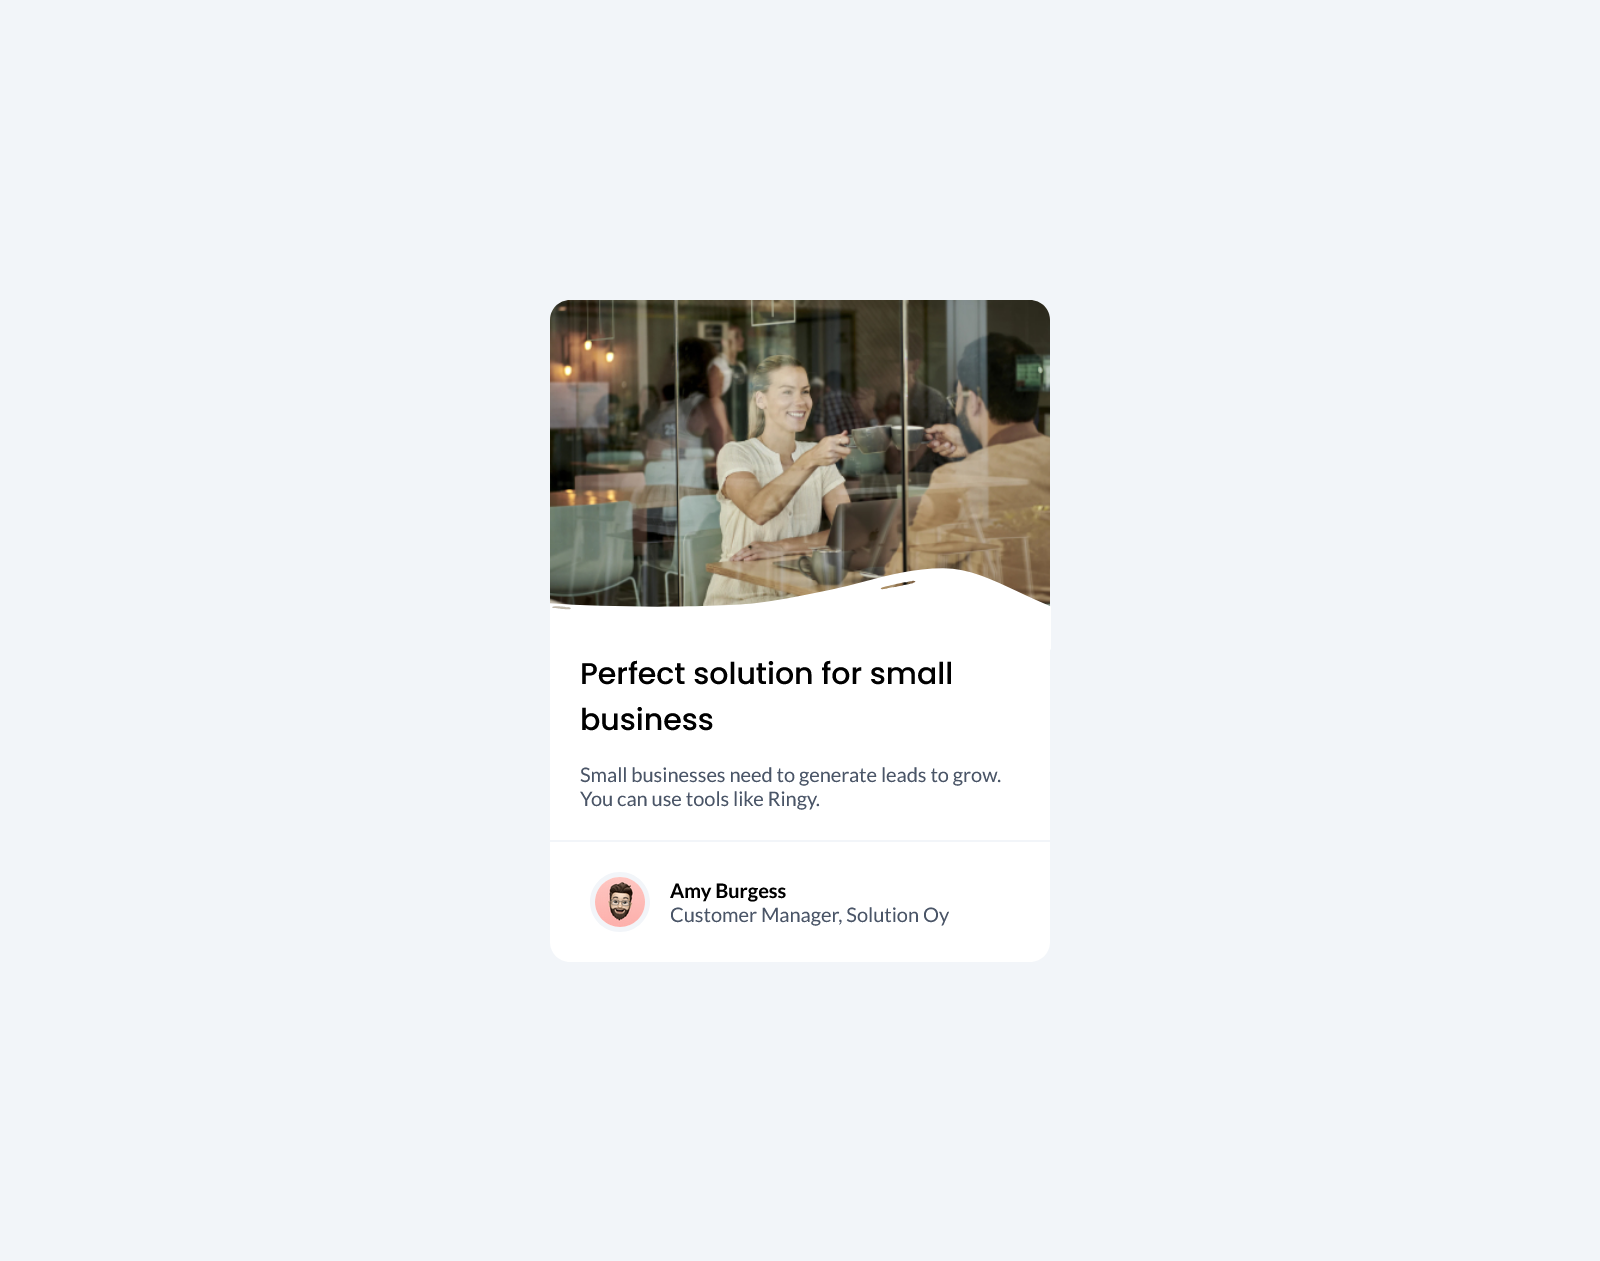 25
Perfect solution for small
business
Small businesses need to generate leads to grow.
You can use tools like Ringy.
Amy Burgess
Customer Manager, Solution Oy